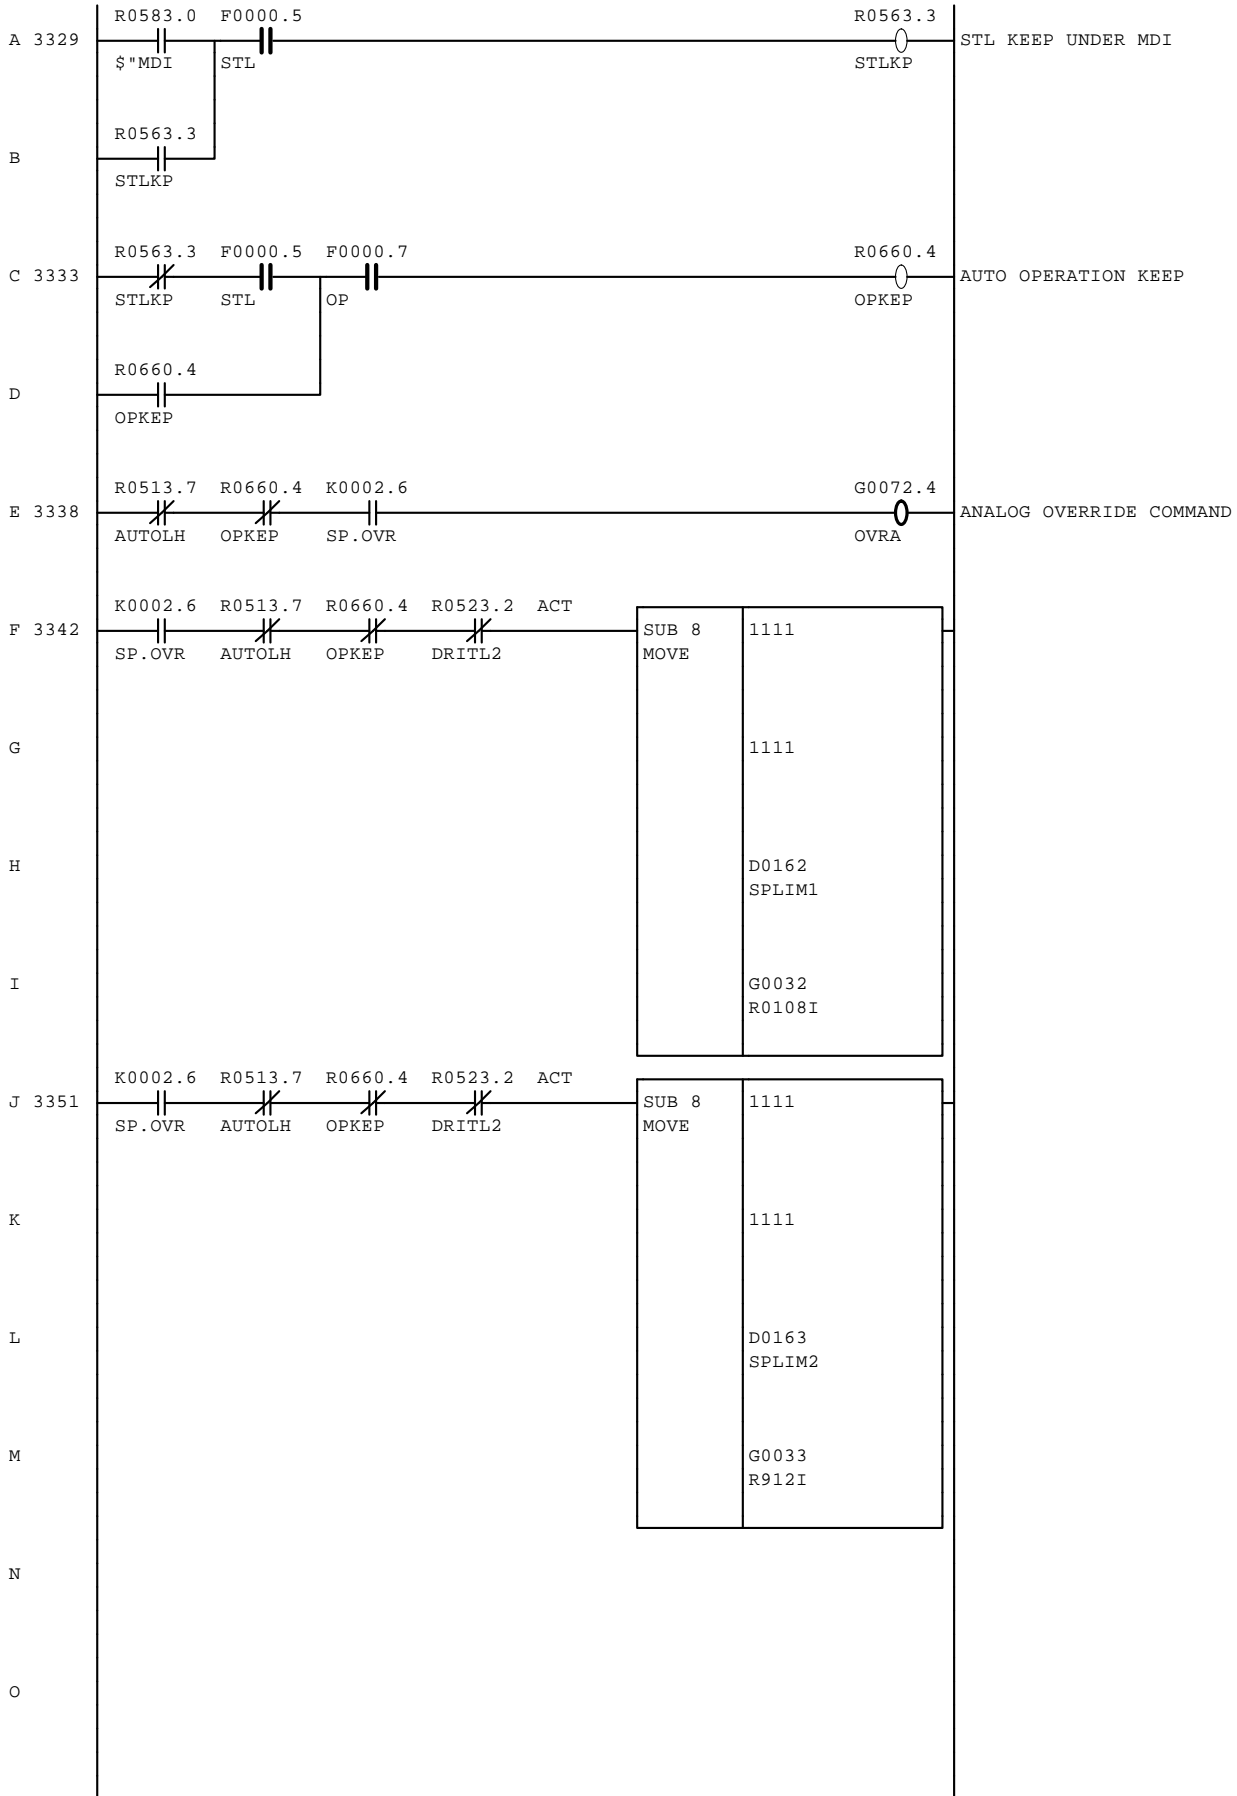 R0583.0 F0000.5 R0563.3
A 3329 STL KEEP UNDER MDI
$"MDI STL STLKP
R0563.3
B
STLKP
R0563.3 F0000.5 F0000.7 R0660.4
C 3333 AUTO OPERATION KEEP
STLKP STL OP OPKEP
R0660.4
D
OPKEP
R0513.7 R0660.4 K0002.6 G0072.4
E 3338 ANALOG OVERRIDE COMMAND
AUTOLH OPKEP SP.OVR OVRA
K0002.6 R0513.7 R0660.4 R0523.2 ACT
F 3342 SUB 8 1111
SP.OVR AUTOLH OPKEP DRITL2 MOVE
G 1111
H D0162
SPLIM1
I G0032
R0108I
K0002.6 R0513.7 R0660.4 R0523.2 ACT
J 3351 SUB 8 1111
SP.OVR AUTOLH OPKEP DRITL2 MOVE
K 1111
L D0163
SPLIM2
M G0033
R912I
N
O